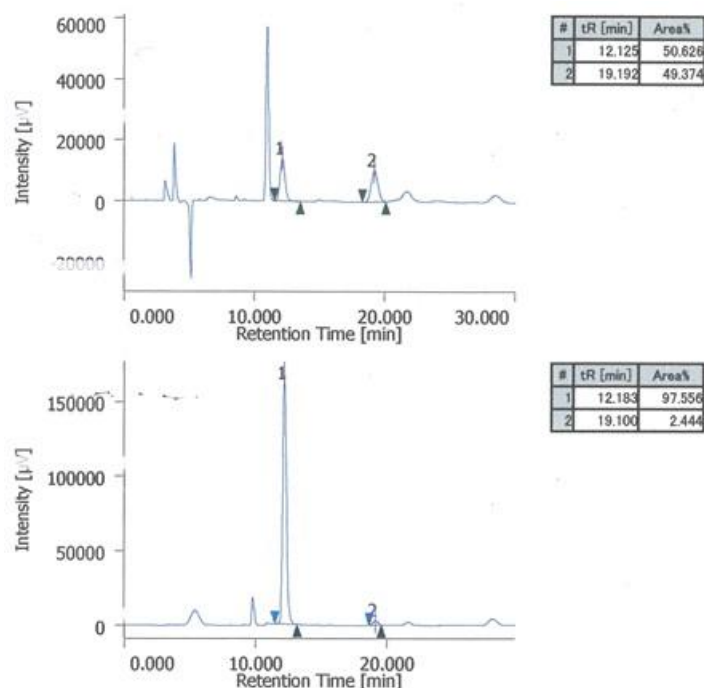 60000
40000
20000
0
-20000
Intensity [µV]
1
2
0.000 10.000 20.000 30.000
Retention Time [min]
# tR [min] Area%
1 12.125 50.626
2 19.192 49.374
150000
100000
50000
0
Intensity [µV]
1
2
0.000 10.000 20.000
Retention Time [min]
# tR [min] Area%
1 12.183 97.556
2 19.100 2.444